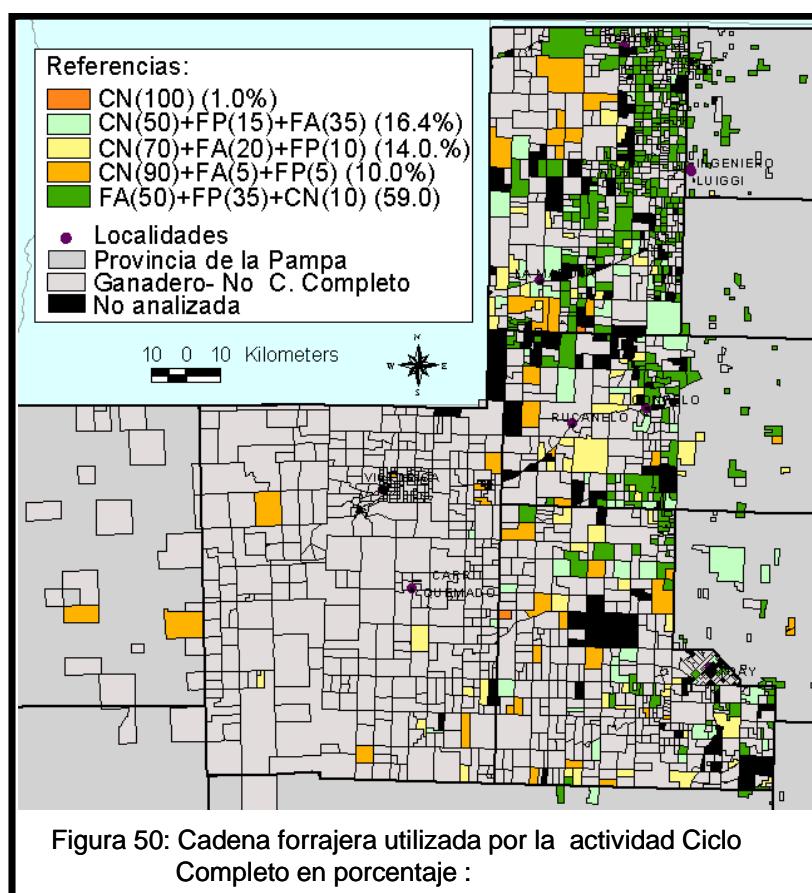 Referencias:
CN(100) (1.0%)
CN(50)+FP(15)+FA(35) (16.4%)
CN(70)+FA(20)+FP(10) (14.0.%)
CN(90)+FA(5)+FP(5) (10.0%)
FA(50)+FP(35)+CN(10) (59.0)
Localidades
Provincia de la Pampa
Ganadero- No C. Completo
No analizada
10 0 10 Kilometers
N
W E
S
INGENIERO
LUIGGI
RUCANELO
CARRO
QUEMADO
Figura 50: Cadena forrajera utilizada por la actividad Ciclo
Completo en porcentaje :